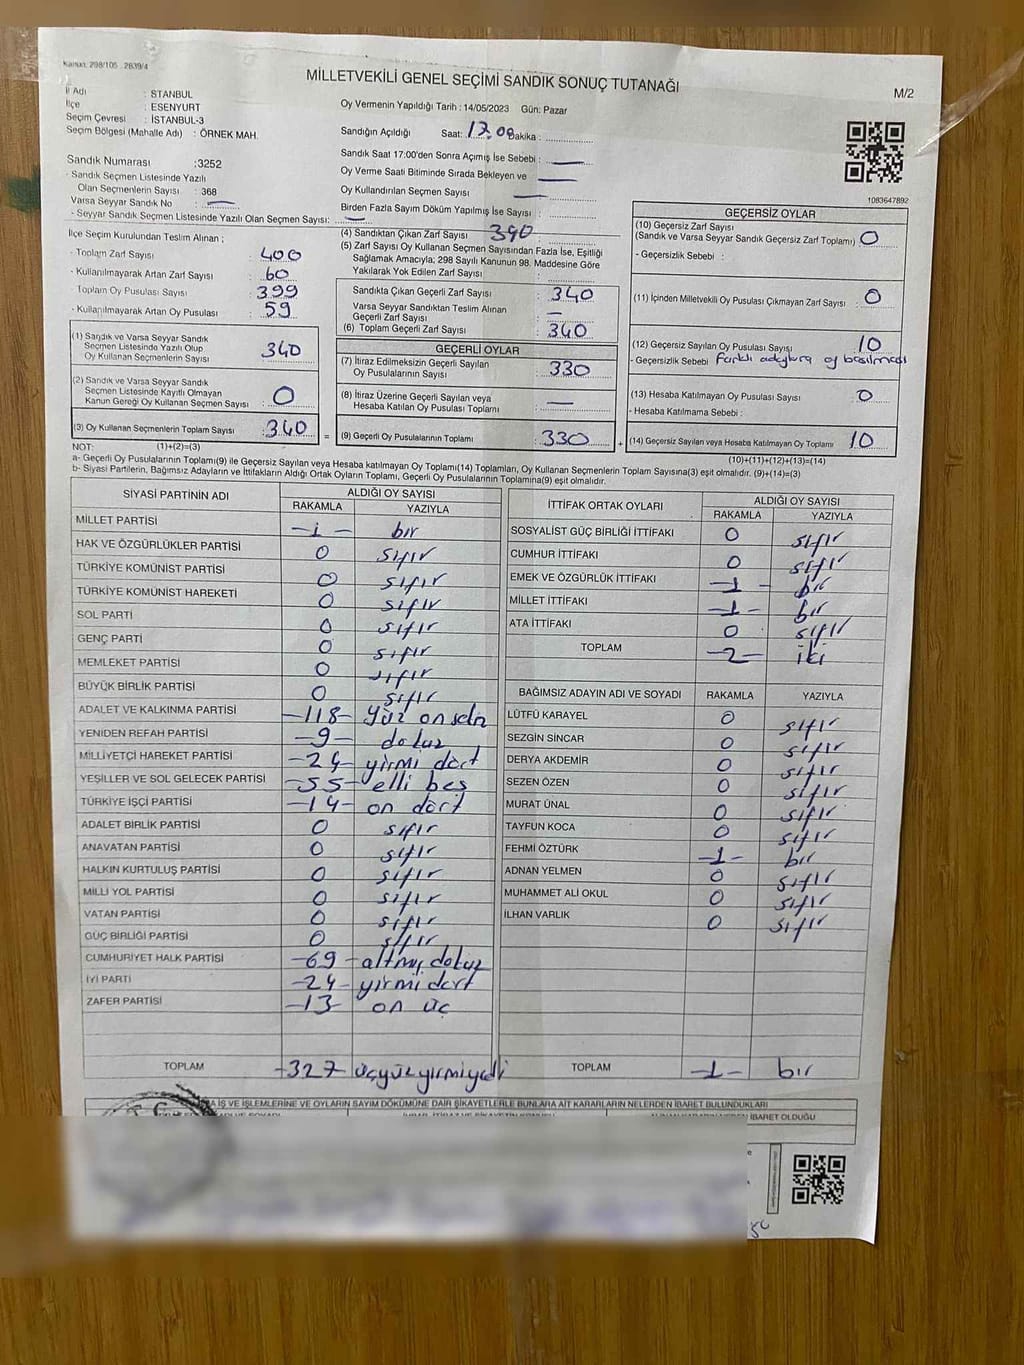 Kanun: 298/105 2839/4
MİLLETVEKİLİ GENEL SEÇİMİ SANDIK SONUÇ TUTANAĞI
M/2
İl Adı : STANBUL
İlçe : ESENYURT
Seçim Çevresi : İSTANBUL-3
Seçim Bölgesi (Mahalle Adı) : ÖRNEK MAH.
Oy Vermenin Yapıldığı Tarih : 14/05/2023 Gün: Pazar
Sandığın Açıldığı Saat: 17.00 Dakika :
Sandık Saat 17:00'den Sonra Açımış İse Sebebi : —
Oy Verme Saati Bitiminde Sırada Bekleyen ve —
Oy Kullandırılan Seçmen Sayısı —
Birden Fazla Sayım Döküm Yapılmış İse Sayısı :
Sandık Numarası :3252
- Sandık Seçmen Listesinde Yazılı
Olan Seçmenlerin Sayısı : 368
Varsa Seyyar Sandık No —
- Seyyar Sandık Seçmen Listesinde Yazılı Olan Seçmen Sayısı: —
İlçe Seçim Kurulundan Teslim Alınan ;
- Toplam Zarf Sayısı : 400
- Kullanılmayarak Artan Zarf Sayısı : 60
- Toplam Oy Pusulası Sayısı : 399
- Kullanılmayarak Artan Oy Pusulası : 59
(1) Sandık ve Varsa Seyyar Sandık
Seçmen Listesinde Yazılı Olup
Oy Kullanan Seçmenlerin Sayısı : 340
(2) Sandık ve Varsa Seyyar Sandık
Seçmen Listesinde Kayıtlı Olmayan
Kanun Gereği Oy Kullanan Seçmen Sayısı : 0
(3) Oy Kullanan Seçmenlerin Toplam Sayısı : 340
(4) Sandıktan Çıkan Zarf Sayısı 340
(5) Zarf Sayısı Oy Kullanan Seçmen Sayısından Fazla İse, Eşitliği
Sağlamak Amacıyla; 298 Sayılı Kanunun 98. Maddesine Göre
Yakılarak Yok Edilen Zarf Sayısı :
Sandıkta Çıkan Geçerli Zarf Sayısı : 340
Varsa Seyyar Sandıktan Teslim Alınan
Geçerli Zarf Sayısı : —
(6) Toplam Geçerli Zarf Sayısı : 340
GEÇERLİ OYLAR
(7) İtiraz Edilmeksizin Geçerli Sayılan
Oy Pusulalarının Sayısı : 330
(8) İtiraz Üzerine Geçerli Sayılan veya
Hesaba Katılan Oy Pusulası Toplamı : —
= (9) Geçerli Oy Pusulalarının Toplamı : 330
1083647892
GEÇERSİZ OYLAR
(10) Geçersiz Zarf Sayısı
(Sandık ve Varsa Seyyar Sandık Geçersiz Zarf Toplamı) : 0
- Geçersizlik Sebebi :
(11) İçinden Milletvekili Oy Pusulası Çıkmayan Zarf Sayısı : 0
(12) Geçersiz Sayılan Oy Pusulası Sayısı : 10
- Geçersizlik Sebebi Farklı adaylara oy basılması
(13) Hesaba Katılmayan Oy Pusulası Sayısı : 0
- Hesaba Katılmama Sebebi :
+ (14) Geçersiz Sayılan veya Hesaba Katılmayan Oy Toplamı : 10
NOT: (1)+(2)=(3)
(10)+(11)+(12)+(13)=(14)
a- Geçerli Oy Pusulalarının Toplamı(9) ile Geçersiz Sayılan veya Hesaba katılmayan Oy Toplamı(14) Toplamları, Oy Kullanan Seçmenlerin Toplam Sayısına(3) eşit olmalıdır. (9)+(14)=(3)
b- Siyasi Partilerin, Bağımsız Adayların ve İttifakların Aldığı Ortak Oyların Toplamı, Geçerli Oy Pusulalarının Toplamına(9) eşit olmalıdır.
SİYASİ PARTİNİN ADI ALDIĞI OY SAYISI
RAKAMLA YAZIYLA
MİLLET PARTİSİ -1- bir
HAK VE ÖZGÜRLÜKLER PARTİSİ 0 sıfır
TÜRKİYE KOMÜNİST PARTİSİ 0 sıfır
TÜRKİYE KOMÜNİST HAREKETİ 0 sıfır
SOL PARTİ 0 sıfır
GENÇ PARTİ 0 sıfır
MEMLEKET PARTİSİ 0 sıfır
BÜYÜK BİRLİK PARTİSİ 0 sıfır
ADALET VE KALKINMA PARTİSİ -118- yüz onsekiz
YENİDEN REFAH PARTİSİ -9- dokuz
MİLLİYETÇİ HAREKET PARTİSİ -24- yirmi dört
YEŞİLLER VE SOL GELECEK PARTİSİ -55- elli beş
TÜRKİYE İŞÇİ PARTİSİ -14- on dört
ADALET BİRLİK PARTİSİ 0 sıfır
ANAVATAN PARTİSİ 0 sıfır
HALKIN KURTULUŞ PARTİSİ 0 sıfır
MİLLİ YOL PARTİSİ 0 sıfır
VATAN PARTİSİ 0 sıfır
GÜÇ BİRLİĞİ PARTİSİ 0 sıfır
CUMHURİYET HALK PARTİSİ -69- altmış dokuz
İYİ PARTİ -24- yirmi dört
ZAFER PARTİSİ -13- on üç
TOPLAM -327- üçyüzyirmiyedi
İTTİFAK ORTAK OYLARI ALDIĞI OY SAYISI
RAKAMLA YAZIYLA
SOSYALİST GÜÇ BİRLİĞİ İTTİFAKI 0 sıfır
CUMHUR İTTİFAKI 0 sıfır
EMEK VE ÖZGÜRLÜK İTTİFAKI -1- bir
MİLLET İTTİFAKI -1- bir
ATA İTTİFAKI 0 sıfır
TOPLAM -2- iki
BAĞIMSIZ ADAYIN ADI VE SOYADI RAKAMLA YAZIYLA
LÜTFÜ KARAYEL 0 sıfır
SEZGİN SİNCAR 0 sıfır
DERYA AKDEMİR 0 sıfır
SEZEN ÖZEN 0 sıfır
MURAT ÜNAL 0 sıfır
TAYFUN KOCA 0 sıfır
FEHMİ ÖZTÜRK -1- bir
ADNAN YELMEN 0 sıfır
MUHAMMET ALİ OKUL 0 sıfır
İLHAN VARLIK 0 sıfır
TOPLAM -1- bir
İŞ VE İŞLEMLERİNE VE OYLARIN SAYIM DÖKÜMÜNE DAİR ŞİKAYETLERLE BUNLARA AİT KARARLARIN NELERDEN İBARET BULUNDUKLARI
İBARET OLDUĞU
T.C.